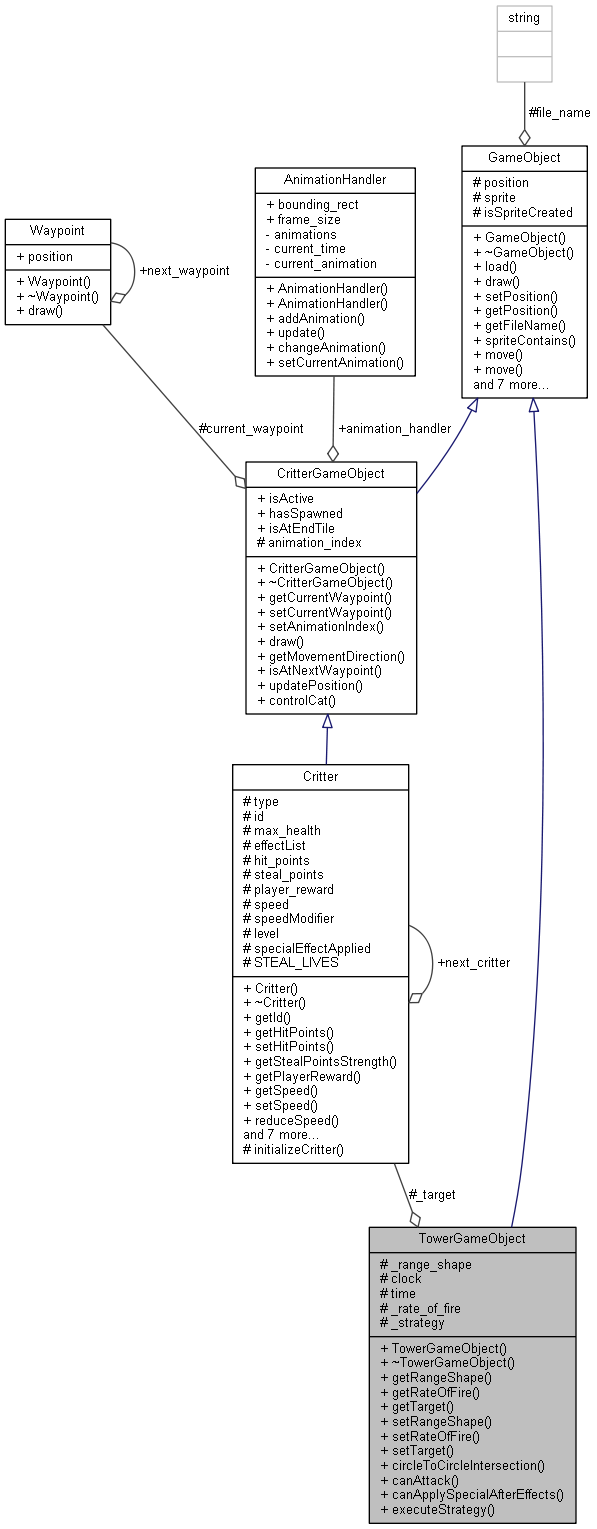 string
#file_name
GameObject
# position
# sprite
# isSpriteCreated
+ GameObject()
+ ~GameObject()
+ load()
+ draw()
+ setPosition()
+ getPosition()
+ getFileName()
+ spriteContains()
+ move()
+ move()
and 7 more...
AnimationHandler
+ bounding_rect
+ frame_size
- animations
- current_time
- current_animation
+ AnimationHandler()
+ AnimationHandler()
+ addAnimation()
+ update()
+ changeAnimation()
+ setCurrentAnimation()
Waypoint
+ position
+ Waypoint()
+ ~Waypoint()
+ draw()
+next_waypoint
#current_waypoint
+animation_handler
CritterGameObject
+ isActive
+ hasSpawned
+ isAtEndTile
# animation_index
+ CritterGameObject()
+ ~CritterGameObject()
+ getCurrentWaypoint()
+ setCurrentWaypoint()
+ setAnimationIndex()
+ draw()
+ getMovementDirection()
+ isAtNextWaypoint()
+ updatePosition()
+ controlCat()
Critter
# type
# id
# max_health
# effectList
# hit_points
# steal_points
# player_reward
# speed
# speedModifier
# level
# specialEffectApplied
# STEAL_LIVES
+ Critter()
+ ~Critter()
+ getId()
+ getHitPoints()
+ setHitPoints()
+ getStealPointsStrength()
+ getPlayerReward()
+ getSpeed()
+ setSpeed()
+ reduceSpeed()
and 7 more...
# initializeCritter()
+next_critter
#_target
TowerGameObject
# _range_shape
# clock
# time
# _rate_of_fire
# _strategy
+ TowerGameObject()
+ ~TowerGameObject()
+ getRangeShape()
+ getRateOfFire()
+ getTarget()
+ setRangeShape()
+ setRateOfFire()
+ setTarget()
+ circleToCircleIntersection()
+ canAttack()
+ canApplySpecialAfterEffects()
+ executeStrategy()